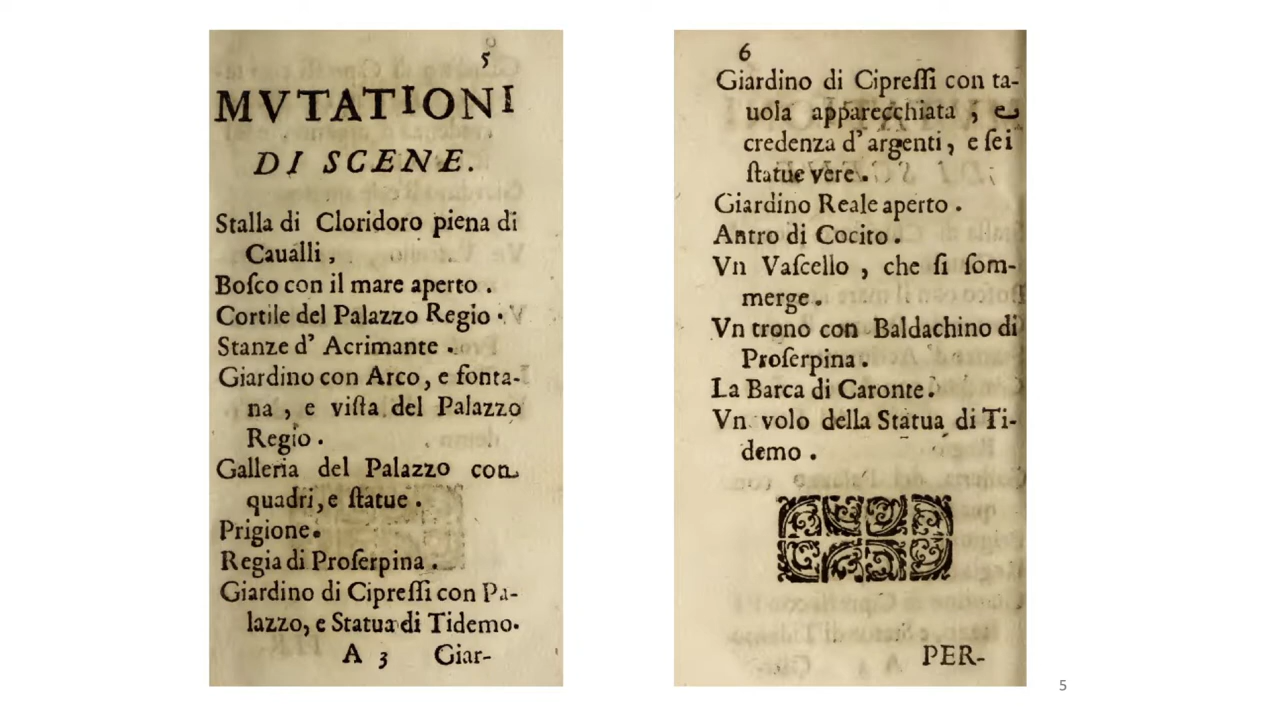 5
MVTATIONI
DI SCENE.
Stalla di Cloridoro piena di
Caualli,
Boſco con il mare aperto.
Cortile del Palazzo Regio.
Stanze d' Acrimante.
Giardino con Arco, e fonta-
na, e viſta del Palazzo
Regio.
Galleria del Palazzo con
quadri, e ſtatue.
Prigione.
Regia di Proſerpina.
Giardino di Cipreſſi con Pa-
lazzo, e Statua di Tidemo.
A 3 Giar-
6
Giardino di Cipreſſi con ta-
uola apparecchiata, e
credenza d' argenti, e ſei
ſtatue vere.
Giardino Reale aperto.
Antro di Cocito.
Vn Vaſcello, che ſi ſom-
merge.
Vn trono con Baldachino di
Proſerpina.
La Barca di Caronte.
Vn volo della Statua di Ti-
demo.
PER-
5